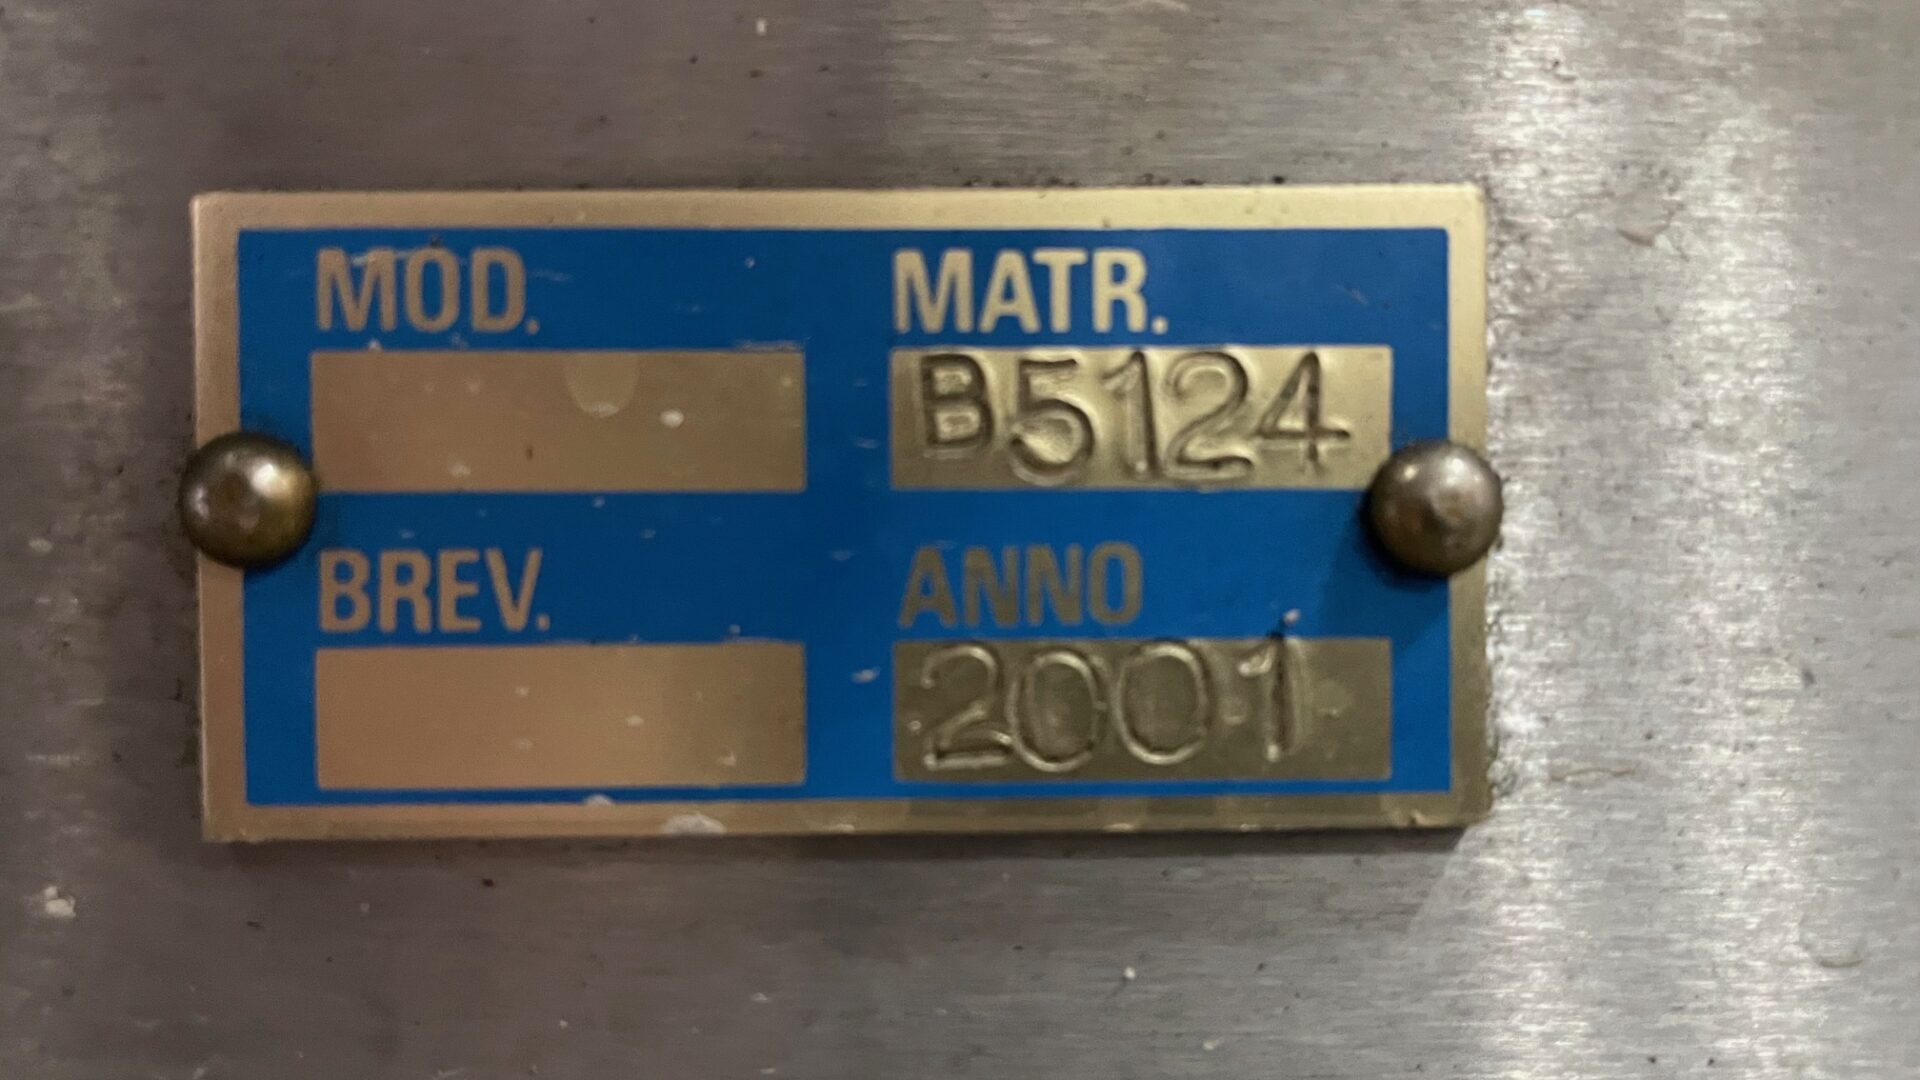 MOD. MATR.
B5124
BREV. ANNO
2001